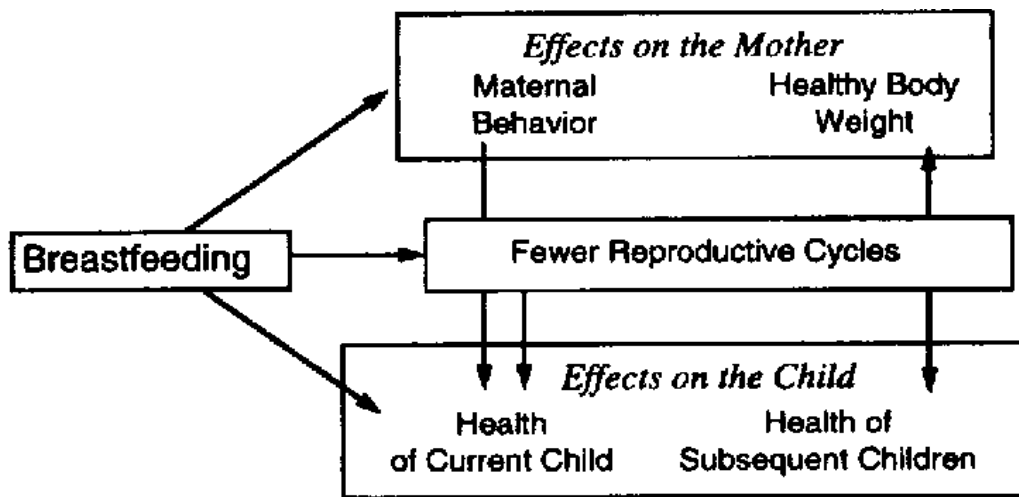 Effects on the Mother
Maternal
Behavior
Healthy Body
Weight
Breastfeeding
Fewer Reproductive Cycles
Effects on the Child
Health
of Current Child
Health of
Subsequent Children